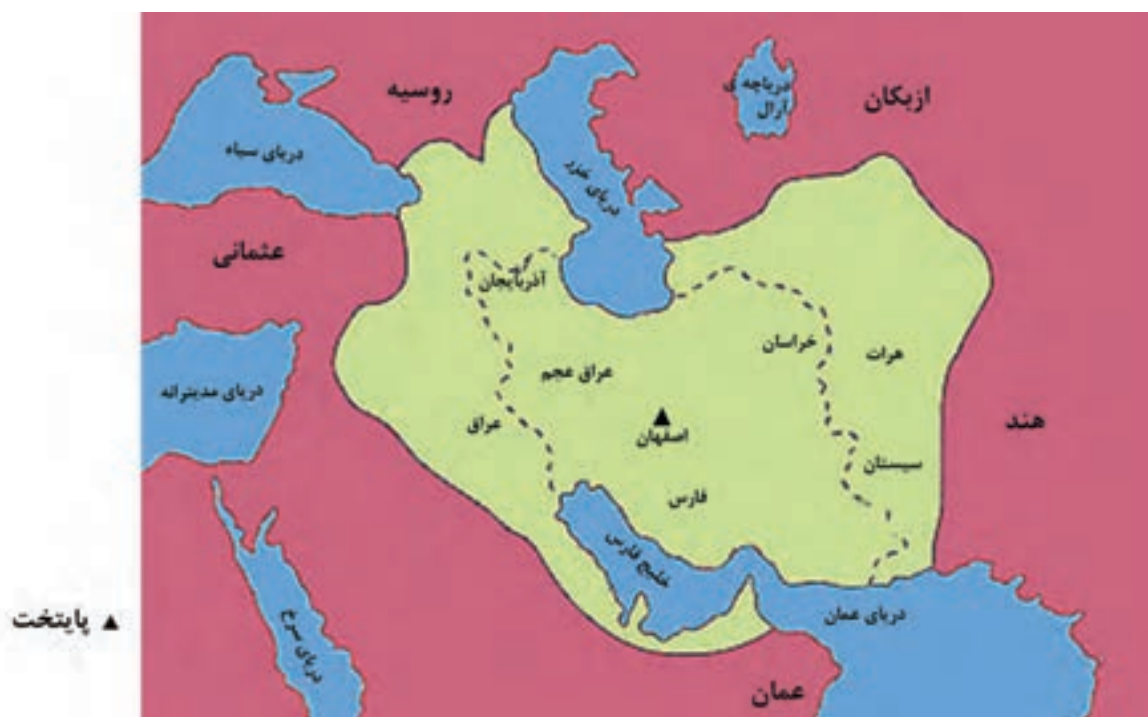 روسیه
ازبکان
دریاچه ی
آرال
دریای سیاه
دریای خزر
عثمانی
آذربایجان
خراسان
هرات
عراق عجم
دریای مدیترانه
هند
عراق
اصفهان
سیستان
فارس
خلیج فارس
دریای عمان
پایتخت
دریای سرخ
عمان